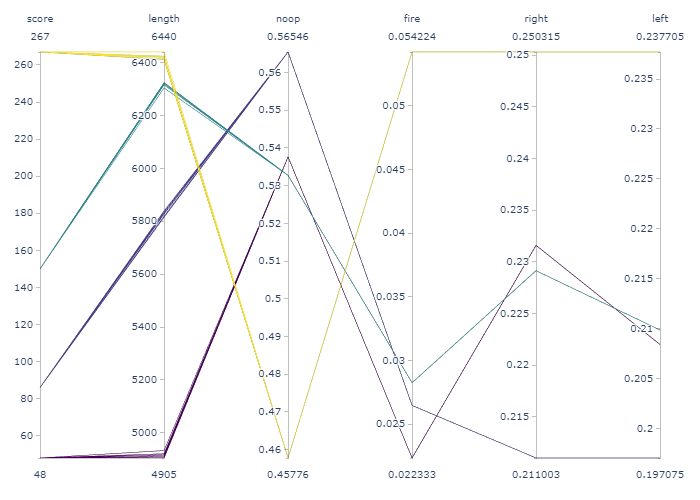 score length noop fire right left
267 6440 0.56546 0.054224 0.250315 0.237705
260 6400 0.56 0.05 0.25 0.235
240 6200 0.55 0.045 0.245 0.23
220 6000 0.54 0.04 0.24 0.225
200 5800 0.53 0.035 0.235 0.22
180 5600 0.52 0.03 0.23 0.215
160 5400 0.51 0.025 0.225 0.21
140 5200 0.5 0.22 0.205
120 5000 0.49 0.215 0.2
100 0.48
80 0.47
60 0.46
48 4905 0.45776 0.022333 0.211003 0.197075